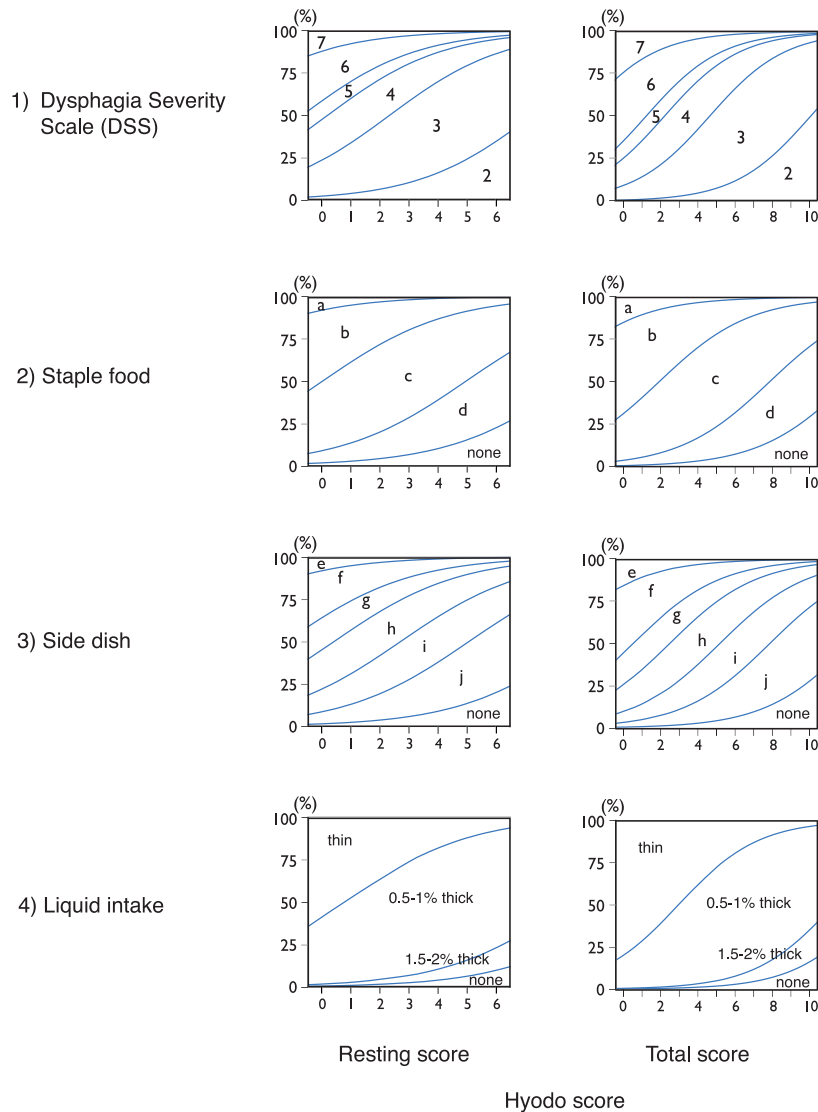 (%) (%)
100 100
7 7
75 6 75 6
1) Dysphagia Severity
Scale (DSS)
50 5 4 50 5 4
3 3
25 25
2 2
0 0
0 1 2 3 4 5 6 0 2 4 6 8 10
(%) (%)
100 100
a a
b b
75 75
2) Staple food
50 c 50 c
25 d 25 d
none none
0 0
0 1 2 3 4 5 6 0 2 4 6 8 10
(%) (%)
100 100
e e
f f
75 g 75 g
3) Side dish
50 h i 50 h i
25 j 25 j
none none
0 0
0 1 2 3 4 5 6 0 2 4 6 8 10
(%) (%)
100 100
thin thin
75 75
4) Liquid intake
50 0.5-1% thick 50 0.5-1% thick
25 25
1.5-2% thick 1.5-2% thick
none none
0 0
0 1 2 3 4 5 6 0 2 4 6 8 10
Resting score Total score
Hyodo score